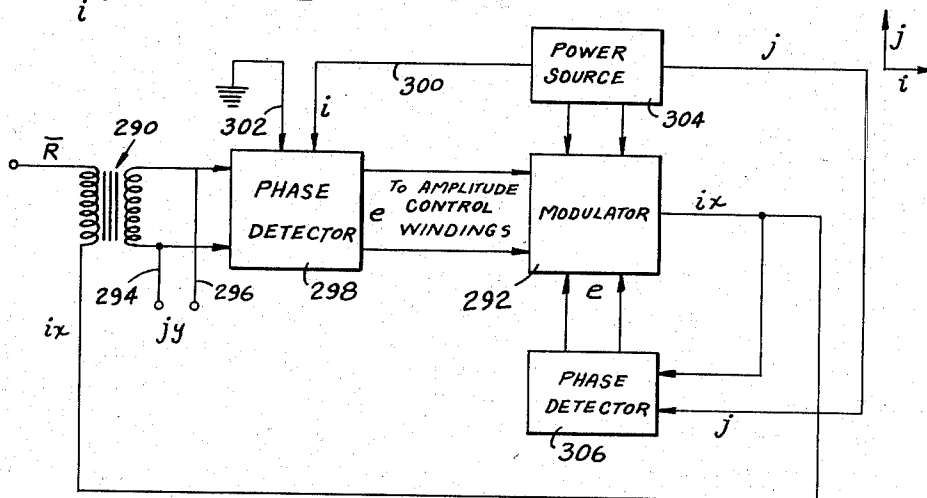 i
POWER
SOURCE
j
j
i
300
302
i
304
290
R̅
PHASE
DETECTOR
TO AMPLITUDE
CONTROL
WINDINGS
e
MODULATOR
ix
294
296
298
292
e
ix
jy
PHASE
DETECTOR
j
306